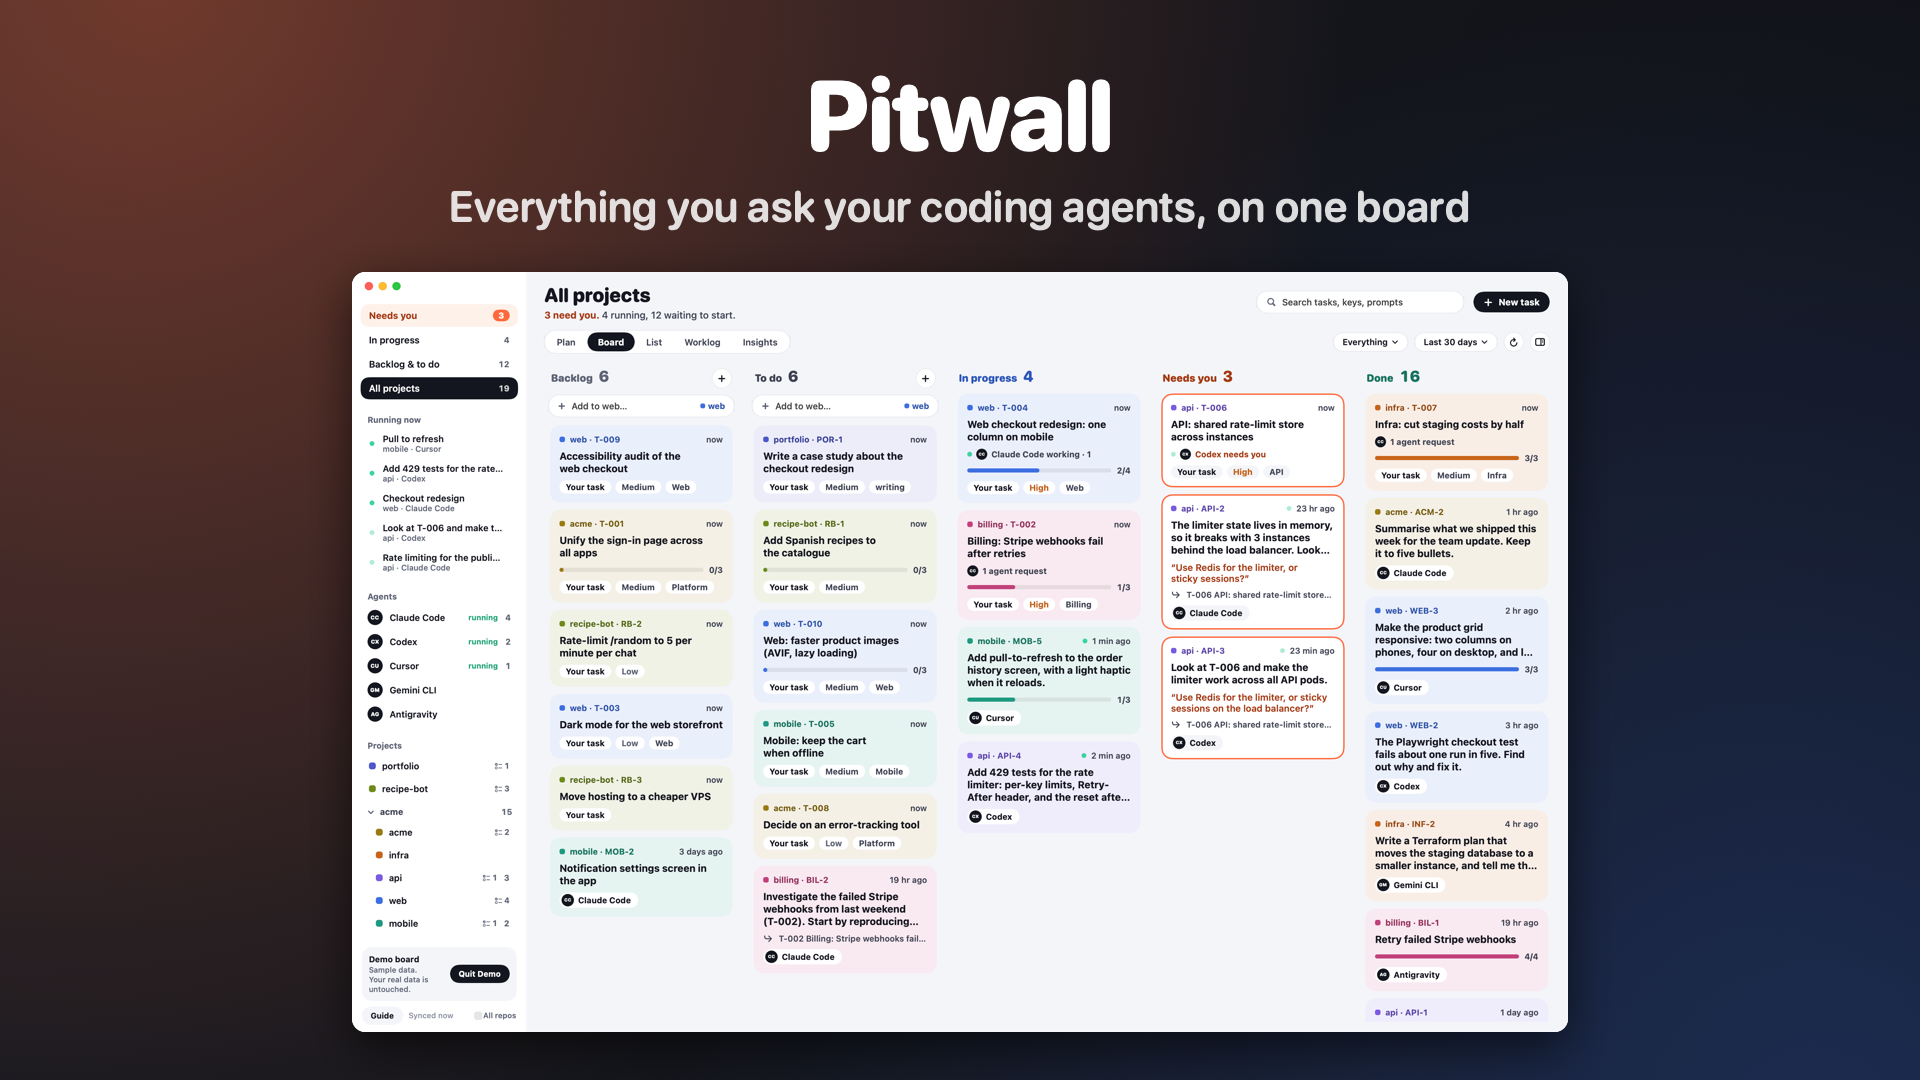 Pitwall
Everything you ask your coding agents, on one board
Needs you 3
In progress 4
Backlog & to do 12
All projects 19
Running now
Pull to refresh
mobile · Cursor
Add 429 tests for the rate...
api · Codex
Checkout redesign
web · Claude Code
Look at T-006 and make t...
api · Codex
Rate limiting for the publi...
api · Claude Code
Agents
CC Claude Code running 4
CX Codex running 2
CU Cursor running 1
GM Gemini CLI
AG Antigravity
Projects
portfolio 1
recipe-bot 3
acme 15
acme 2
infra
api 1 3
web 4
mobile 1 2
Demo board
Sample data.
Your real data is
untouched.
Quit Demo
Guide Synced now All repos
All projects
3 need you. 4 running, 12 waiting to start.
Search tasks, keys, prompts
+ New task
Plan Board List Worklog Insights
Everything Last 30 days
Backlog 6 +
+ Add to web... web
web · T-009 now
Accessibility audit of the
web checkout
Your task Medium Web
acme · T-001 now
Unify the sign-in page across
all apps
0/3
Your task Medium Platform
recipe-bot · RB-2 now
Rate-limit /random to 5 per
minute per chat
Your task Low
web · T-003 now
Dark mode for the web storefront
Your task Low Web
recipe-bot · RB-3 now
Move hosting to a cheaper VPS
Your task
mobile · MOB-2 3 days ago
Notification settings screen in
the app
CC Claude Code
To do 6 +
+ Add to web... web
portfolio · POR-1 now
Write a case study about the
checkout redesign
Your task Medium writing
recipe-bot · RB-1 now
Add Spanish recipes to
the catalogue
0/3
Your task Medium
web · T-010 now
Web: faster product images
(AVIF, lazy loading)
0/3
Your task Medium Web
mobile · T-005 now
Mobile: keep the cart
when offline
Your task Medium Mobile
acme · T-008 now
Decide on an error-tracking tool
Your task Low Platform
billing · BIL-2 19 hr ago
Investigate the failed Stripe
webhooks from last weekend
(T-002). Start by reproducing...
T-002 Billing: Stripe webhooks fail...
CC Claude Code
In progress 4
web · T-004 now
Web checkout redesign: one
column on mobile
CC Claude Code working · 1
2/4
Your task High Web
billing · T-002 now
Billing: Stripe webhooks fail
after retries
CC 1 agent request
1/3
Your task High Billing
mobile · MOB-5 1 min ago
Add pull-to-refresh to the order
history screen, with a light haptic
when it reloads.
1/3
CU Cursor
api · API-4 2 min ago
Add 429 tests for the rate
limiter: per-key limits, Retry-
After header, and the reset afte...
CX Codex
Needs you 3
api · T-006 now
API: shared rate-limit store
across instances
CX Codex needs you
Your task High API
api · API-2 23 hr ago
The limiter state lives in memory,
so it breaks with 3 instances
behind the load balancer. Look...
“Use Redis for the limiter, or
sticky sessions?”
T-006 API: shared rate-limit store...
CC Claude Code
api · API-3 23 min ago
Look at T-006 and make the
limiter work across all API pods.
“Use Redis for the limiter, or sticky
sessions on the load balancer?”
T-006 API: shared rate-limit store...
CX Codex
Done 16
infra · T-007 now
Infra: cut staging costs by half
CC 1 agent request
3/3
Your task Medium Infra
acme · ACM-2 1 hr ago
Summarise what we shipped this
week for the team update. Keep
it to five bullets.
CC Claude Code
web · WEB-3 2 hr ago
Make the product grid
responsive: two columns on
phones, four on desktop, and l...
3/3
CU Cursor
web · WEB-2 3 hr ago
The Playwright checkout test
fails about one run in five. Find
out why and fix it.
CX Codex
infra · INF-2 4 hr ago
Write a Terraform plan that
moves the staging database to a
smaller instance, and tell me th...
GM Gemini CLI
billing · BIL-1 19 hr ago
Retry failed Stripe webhooks
4/4
AG Antigravity
api · API-1 1 day ago